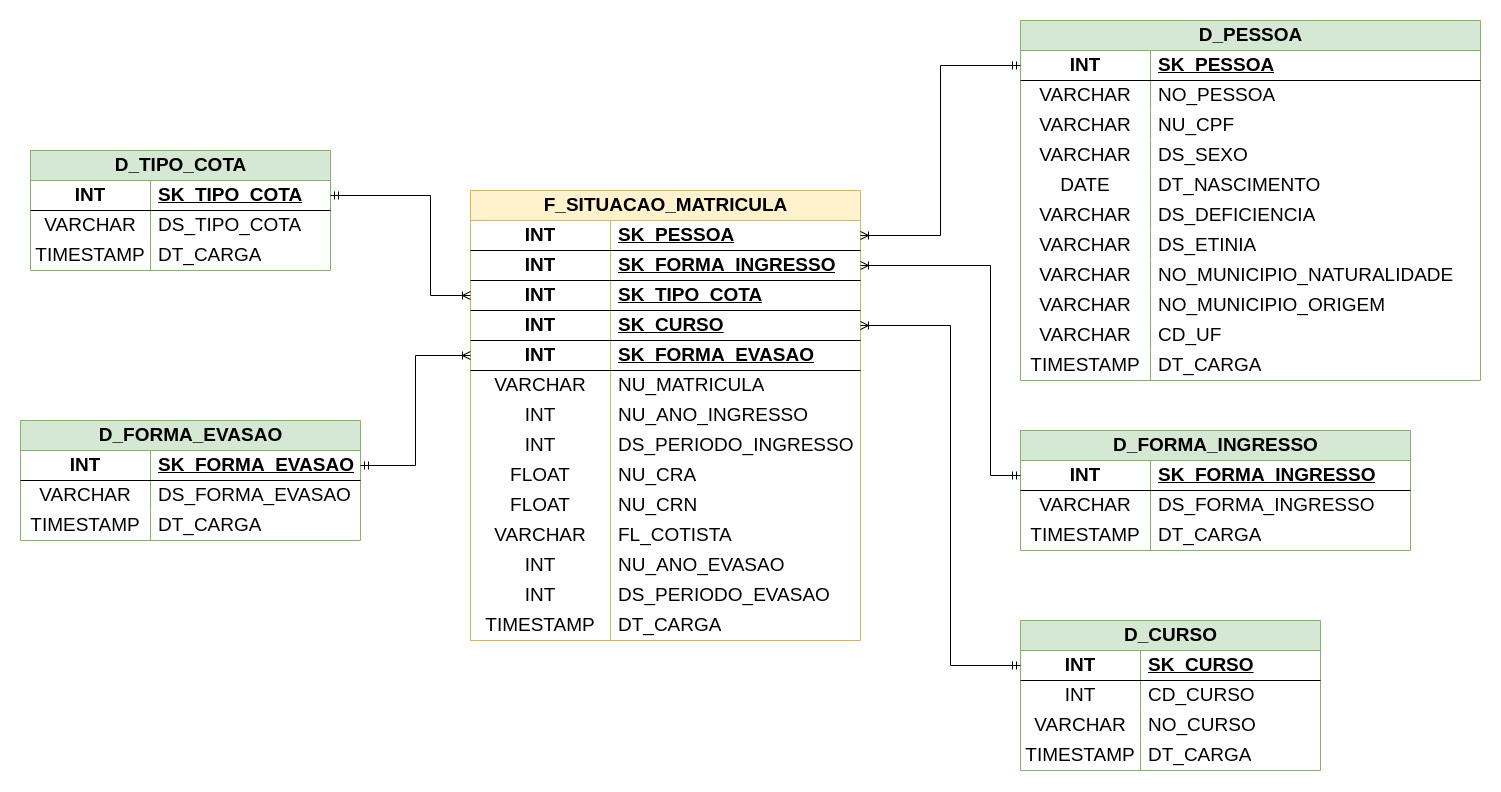 D_PESSOA
INT SK_PESSOA
VARCHAR NO_PESSOA
VARCHAR NU_CPF
VARCHAR DS_SEXO
DATE DT_NASCIMENTO
VARCHAR DS_DEFICIENCIA
VARCHAR DS_ETINIA
VARCHAR NO_MUNICIPIO_NATURALIDADE
VARCHAR NO_MUNICIPIO_ORIGEM
VARCHAR CD_UF
TIMESTAMP DT_CARGA
D_TIPO_COTA
INT SK_TIPO_COTA
VARCHAR DS_TIPO_COTA
TIMESTAMP DT_CARGA
F_SITUACAO_MATRICULA
INT SK_PESSOA
INT SK_FORMA_INGRESSO
INT SK_TIPO_COTA
INT SK_CURSO
INT SK_FORMA_EVASAO
VARCHAR NU_MATRICULA
INT NU_ANO_INGRESSO
INT DS_PERIODO_INGRESSO
FLOAT NU_CRA
FLOAT NU_CRN
VARCHAR FL_COTISTA
INT NU_ANO_EVASAO
INT DS_PERIODO_EVASAO
TIMESTAMP DT_CARGA
D_FORMA_EVASAO
INT SK_FORMA_EVASAO
VARCHAR DS_FORMA_EVASAO
TIMESTAMP DT_CARGA
D_FORMA_INGRESSO
INT SK_FORMA_INGRESSO
VARCHAR DS_FORMA_INGRESSO
TIMESTAMP DT_CARGA
D_CURSO
INT SK_CURSO
INT CD_CURSO
VARCHAR NO_CURSO
TIMESTAMP DT_CARGA